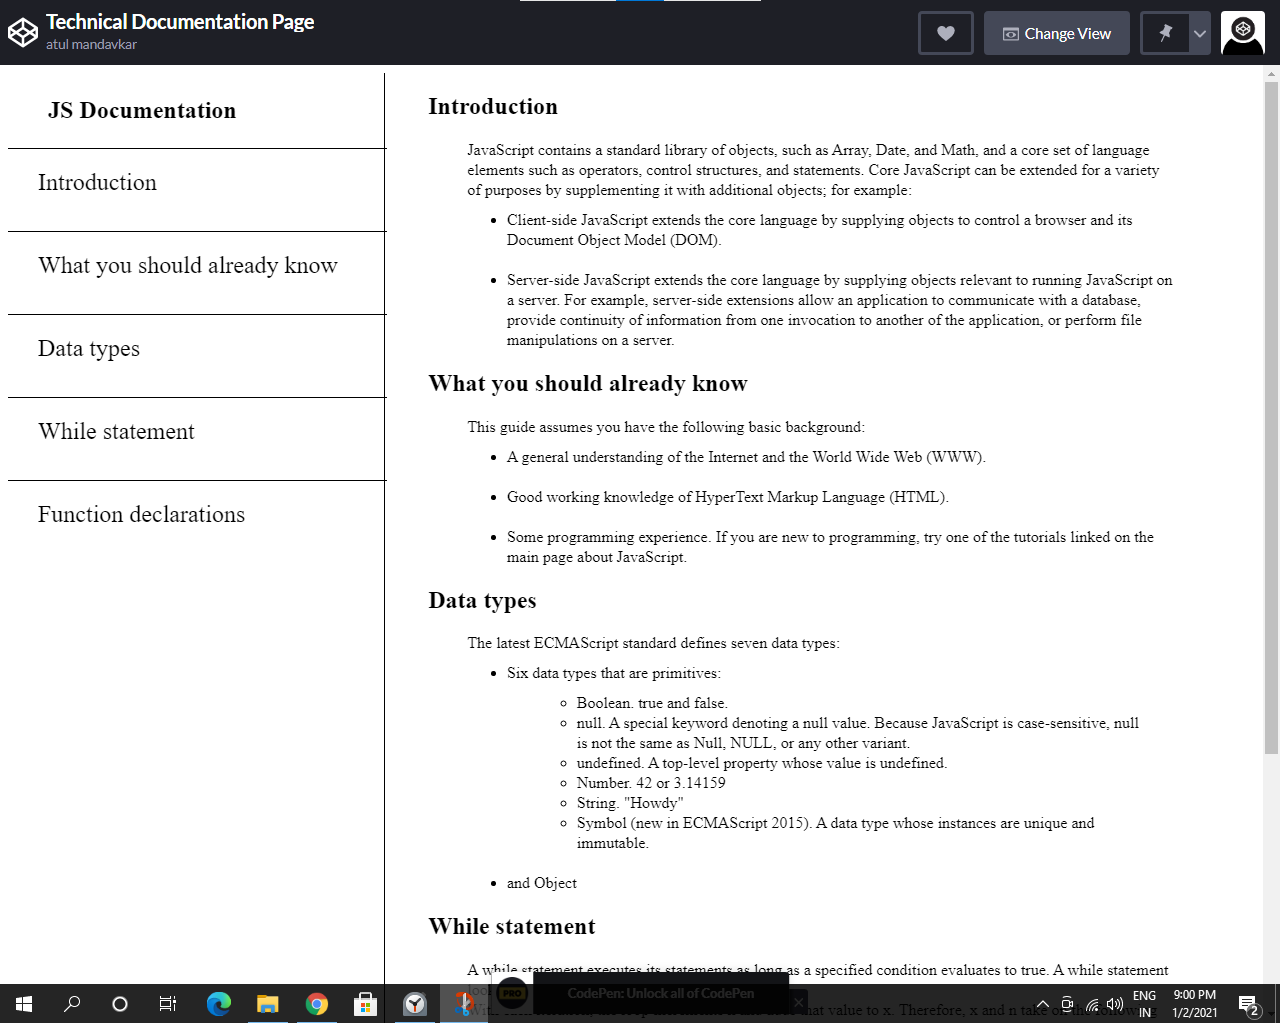 Technical Documentation Page
atul mandavkar
Change View
JS Documentation
Introduction
What you should already know
Data types
While statement
Function declarations
Introduction
JavaScript contains a standard library of objects, such as Array, Date, and Math, and a core set of language
elements such as operators, control structures, and statements. Core JavaScript can be extended for a variety
of purposes by supplementing it with additional objects; for example:
Client-side JavaScript extends the core language by supplying objects to control a browser and its
Document Object Model (DOM).
Server-side JavaScript extends the core language by supplying objects relevant to running JavaScript on
a server. For example, server-side extensions allow an application to communicate with a database,
provide continuity of information from one invocation to another of the application, or perform file
manipulations on a server.
What you should already know
This guide assumes you have the following basic background:
A general understanding of the Internet and the World Wide Web (WWW).
Good working knowledge of HyperText Markup Language (HTML).
Some programming experience. If you are new to programming, try one of the tutorials linked on the
main page about JavaScript.
Data types
The latest ECMAScript standard defines seven data types:
Six data types that are primitives:
Boolean. true and false.
null. A special keyword denoting a null value. Because JavaScript is case-sensitive, null
is not the same as Null, NULL, or any other variant.
undefined. A top-level property whose value is undefined.
Number. 42 or 3.14159
String. "Howdy"
Symbol (new in ECMAScript 2015). A data type whose instances are unique and
immutable.
and Object
While statement
A while statement executes its statements as long as a specified condition evaluates to true. A while statement
that value to x. Therefore, x and n take on the following
PRO
CodePen: Unlock all of CodePen
ENG
IN
9:00 PM
1/2/2021
2